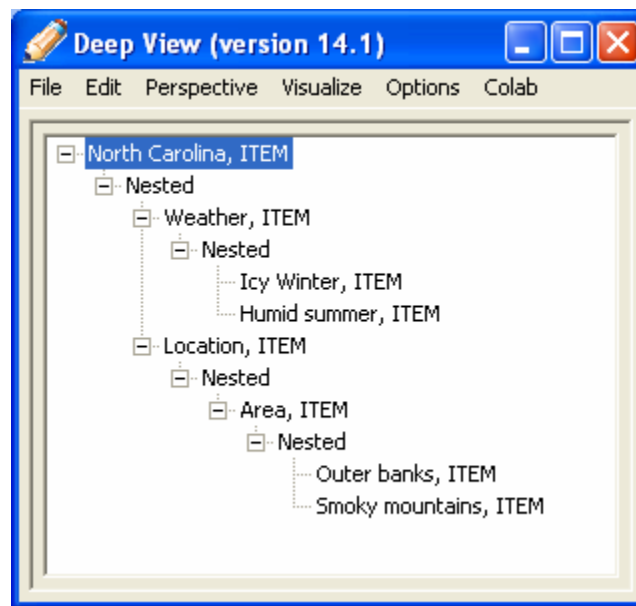 Deep View (version 14.1)
File Edit Perspective Visualize Options Colab
North Carolina, ITEM
Nested
Weather, ITEM
Nested
Icy Winter, ITEM
Humid summer, ITEM
Location, ITEM
Nested
Area, ITEM
Nested
Outer banks, ITEM
Smoky mountains, ITEM